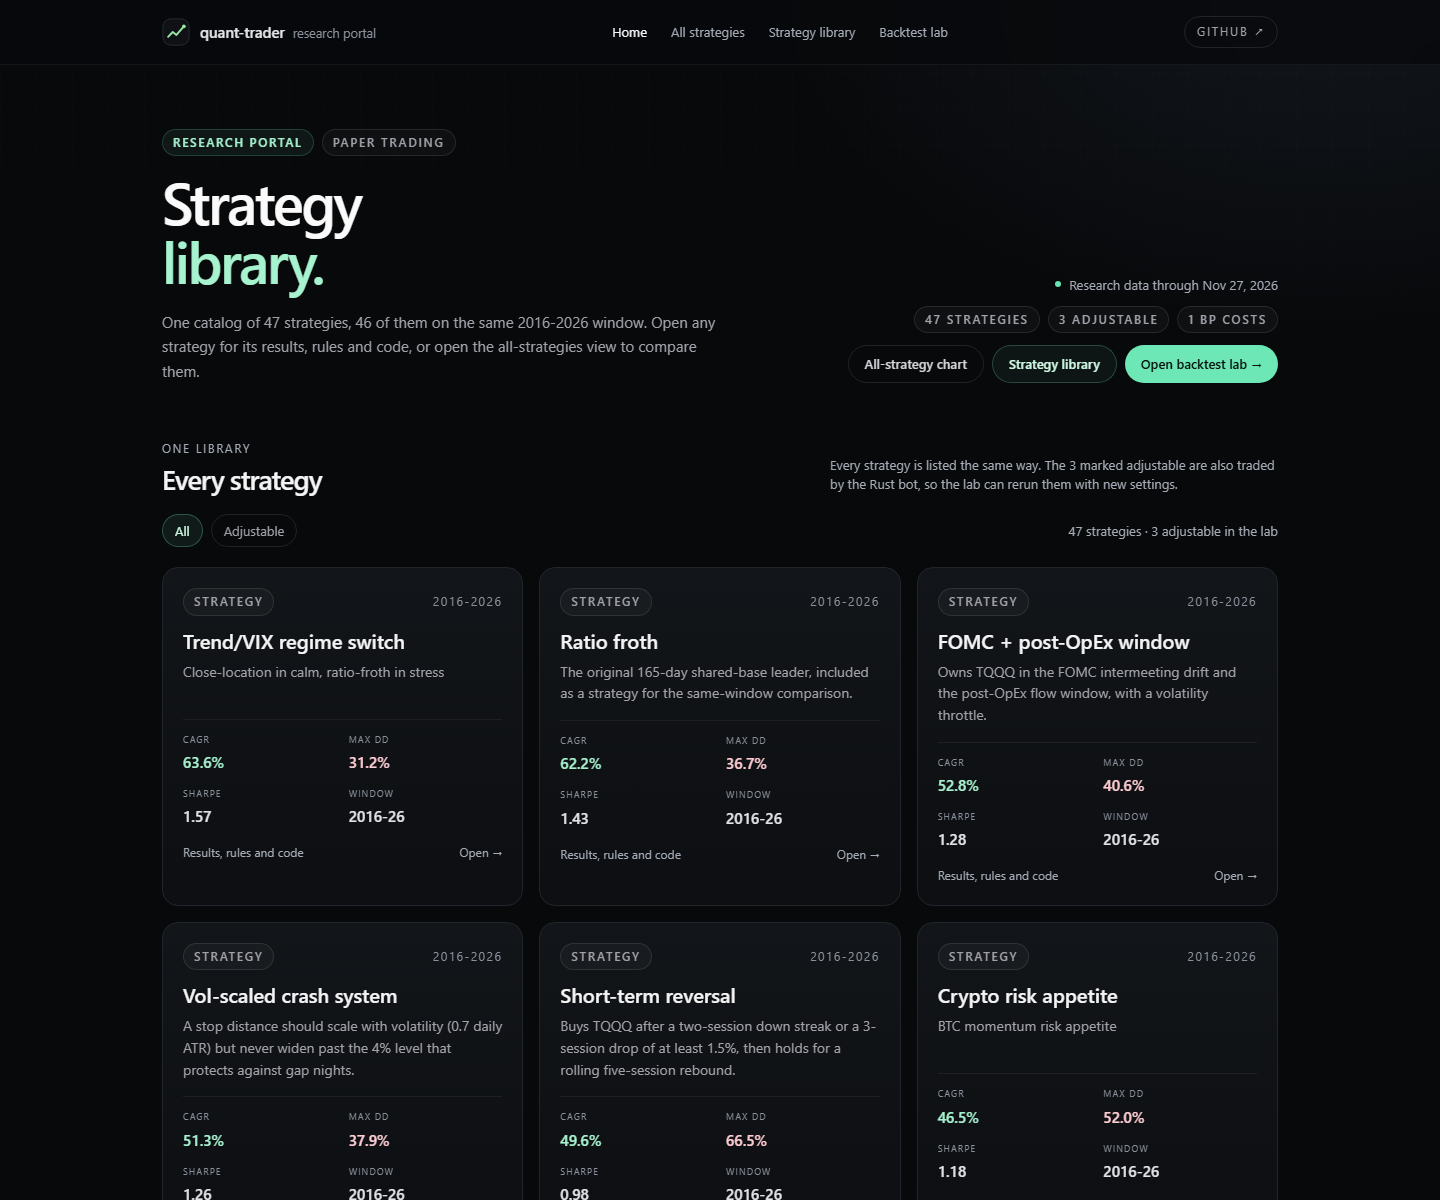 quant-trader research portal
Home
All strategies
Strategy library
Backtest lab
GITHUB ↗
RESEARCH PORTAL
PAPER TRADING
Strategy
library.
One catalog of 47 strategies, 46 of them on the same 2016-2026 window. Open any
strategy for its results, rules and code, or open the all-strategies view to compare
them.
Research data through Nov 27, 2026
47 STRATEGIES
3 ADJUSTABLE
1 BP COSTS
All-strategy chart
Strategy library
Open backtest lab →
ONE LIBRARY
Every strategy
Every strategy is listed the same way. The 3 marked adjustable are also traded
by the Rust bot, so the lab can rerun them with new settings.
All
Adjustable
47 strategies · 3 adjustable in the lab
STRATEGY
2016-2026
Trend/VIX regime switch
Close-location in calm, ratio-froth in stress
CAGR
MAX DD
63.6%
31.2%
SHARPE
WINDOW
1.57
2016-26
Results, rules and code
Open →
STRATEGY
2016-2026
Ratio froth
The original 165-day shared-base leader, included
as a strategy for the same-window comparison.
CAGR
MAX DD
62.2%
36.7%
SHARPE
WINDOW
1.43
2016-26
Results, rules and code
Open →
STRATEGY
2016-2026
FOMC + post-OpEx window
Owns TQQQ in the FOMC intermeeting drift and
the post-OpEx flow window, with a volatility
throttle.
CAGR
MAX DD
52.8%
40.6%
SHARPE
WINDOW
1.28
2016-26
Results, rules and code
Open →
STRATEGY
2016-2026
Vol-scaled crash system
A stop distance should scale with volatility (0.7 daily
ATR) but never widen past the 4% level that
protects against gap nights.
CAGR
MAX DD
51.3%
37.9%
SHARPE
WINDOW
1.26
2016-26
STRATEGY
2016-2026
Short-term reversal
Buys TQQQ after a two-session down streak or a 3-
session drop of at least 1.5%, then holds for a
rolling five-session rebound.
CAGR
MAX DD
49.6%
66.5%
SHARPE
WINDOW
0.98
2016-26
STRATEGY
2016-2026
Crypto risk appetite
BTC momentum risk appetite
CAGR
MAX DD
46.5%
52.0%
SHARPE
WINDOW
1.18
2016-26